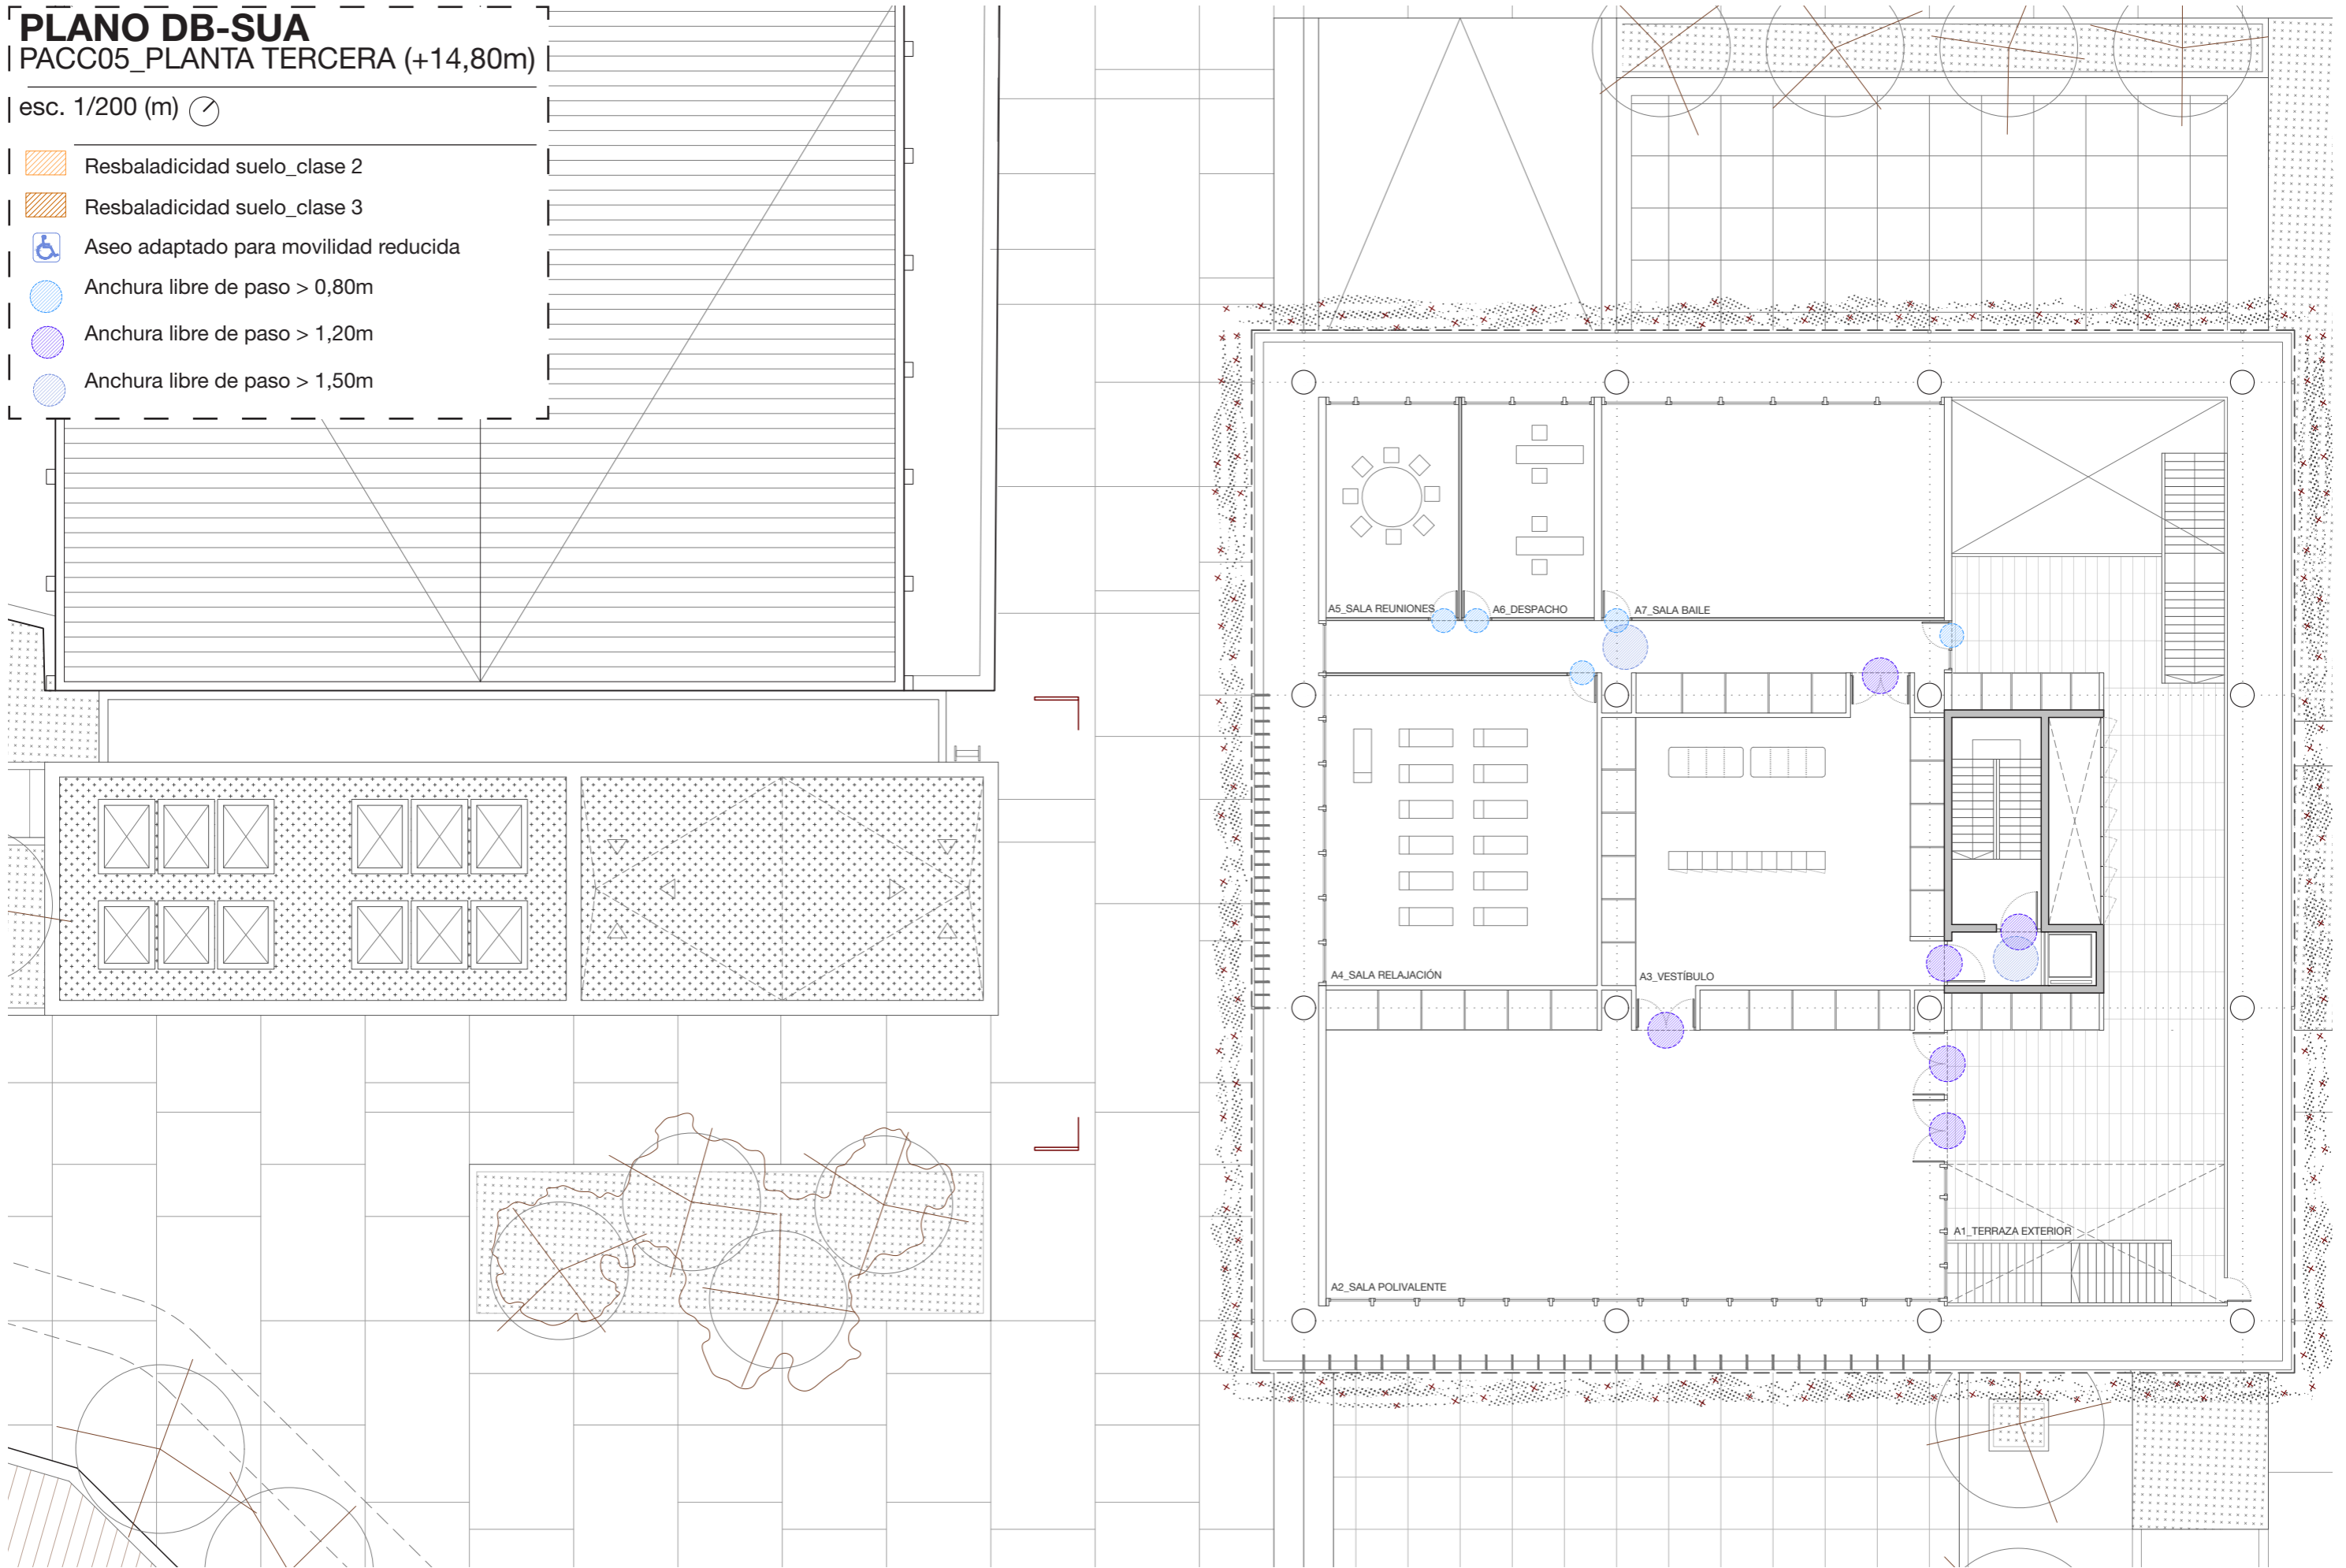 PLANO DB-SUA
PACC05_PLANTA TERCERA (+14,80m)
esc. 1/200 (m)
Resbaladicidad suelo_clase 2
Resbaladicidad suelo_clase 3
Aseo adaptado para movilidad reducida
Anchura libre de paso > 0,80m
Anchura libre de paso > 1,20m
Anchura libre de paso > 1,50m
A5_SALA REUNIONES
A6_DESPACHO
A7_SALA BAILE
A4_SALA RELAJACIÓN
A3_VESTÍBULO
A1_TERRAZA EXTERIOR
A2_SALA POLIVALENTE